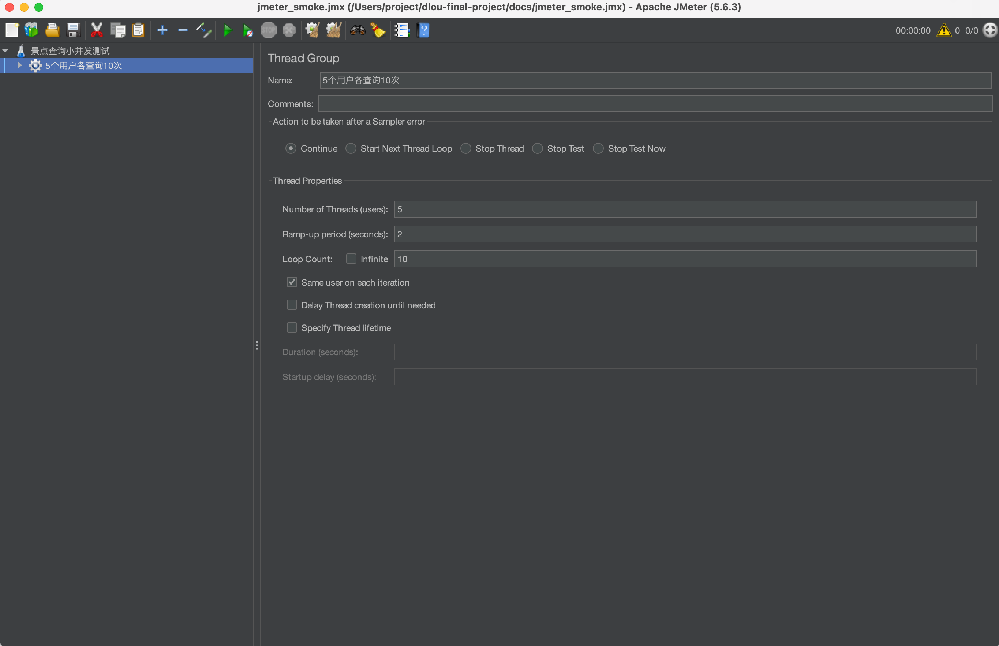 jmeter_smoke.jmx (/Users/project/dlou-final-project/docs/jmeter_smoke.jmx) - Apache JMeter (5.6.3)
STOP
?
00:00:00 ! 0 0/0
景点查询小并发测试
5个用户各查询10次
Thread Group
Name: 5个用户各查询10次
Comments:
Action to be taken after a Sampler error
Continue Start Next Thread Loop Stop Thread Stop Test Stop Test Now
Thread Properties
Number of Threads (users): 5
Ramp-up period (seconds): 2
Loop Count: Infinite 10
Same user on each iteration
Delay Thread creation until needed
Specify Thread lifetime
Duration (seconds):
Startup delay (seconds):